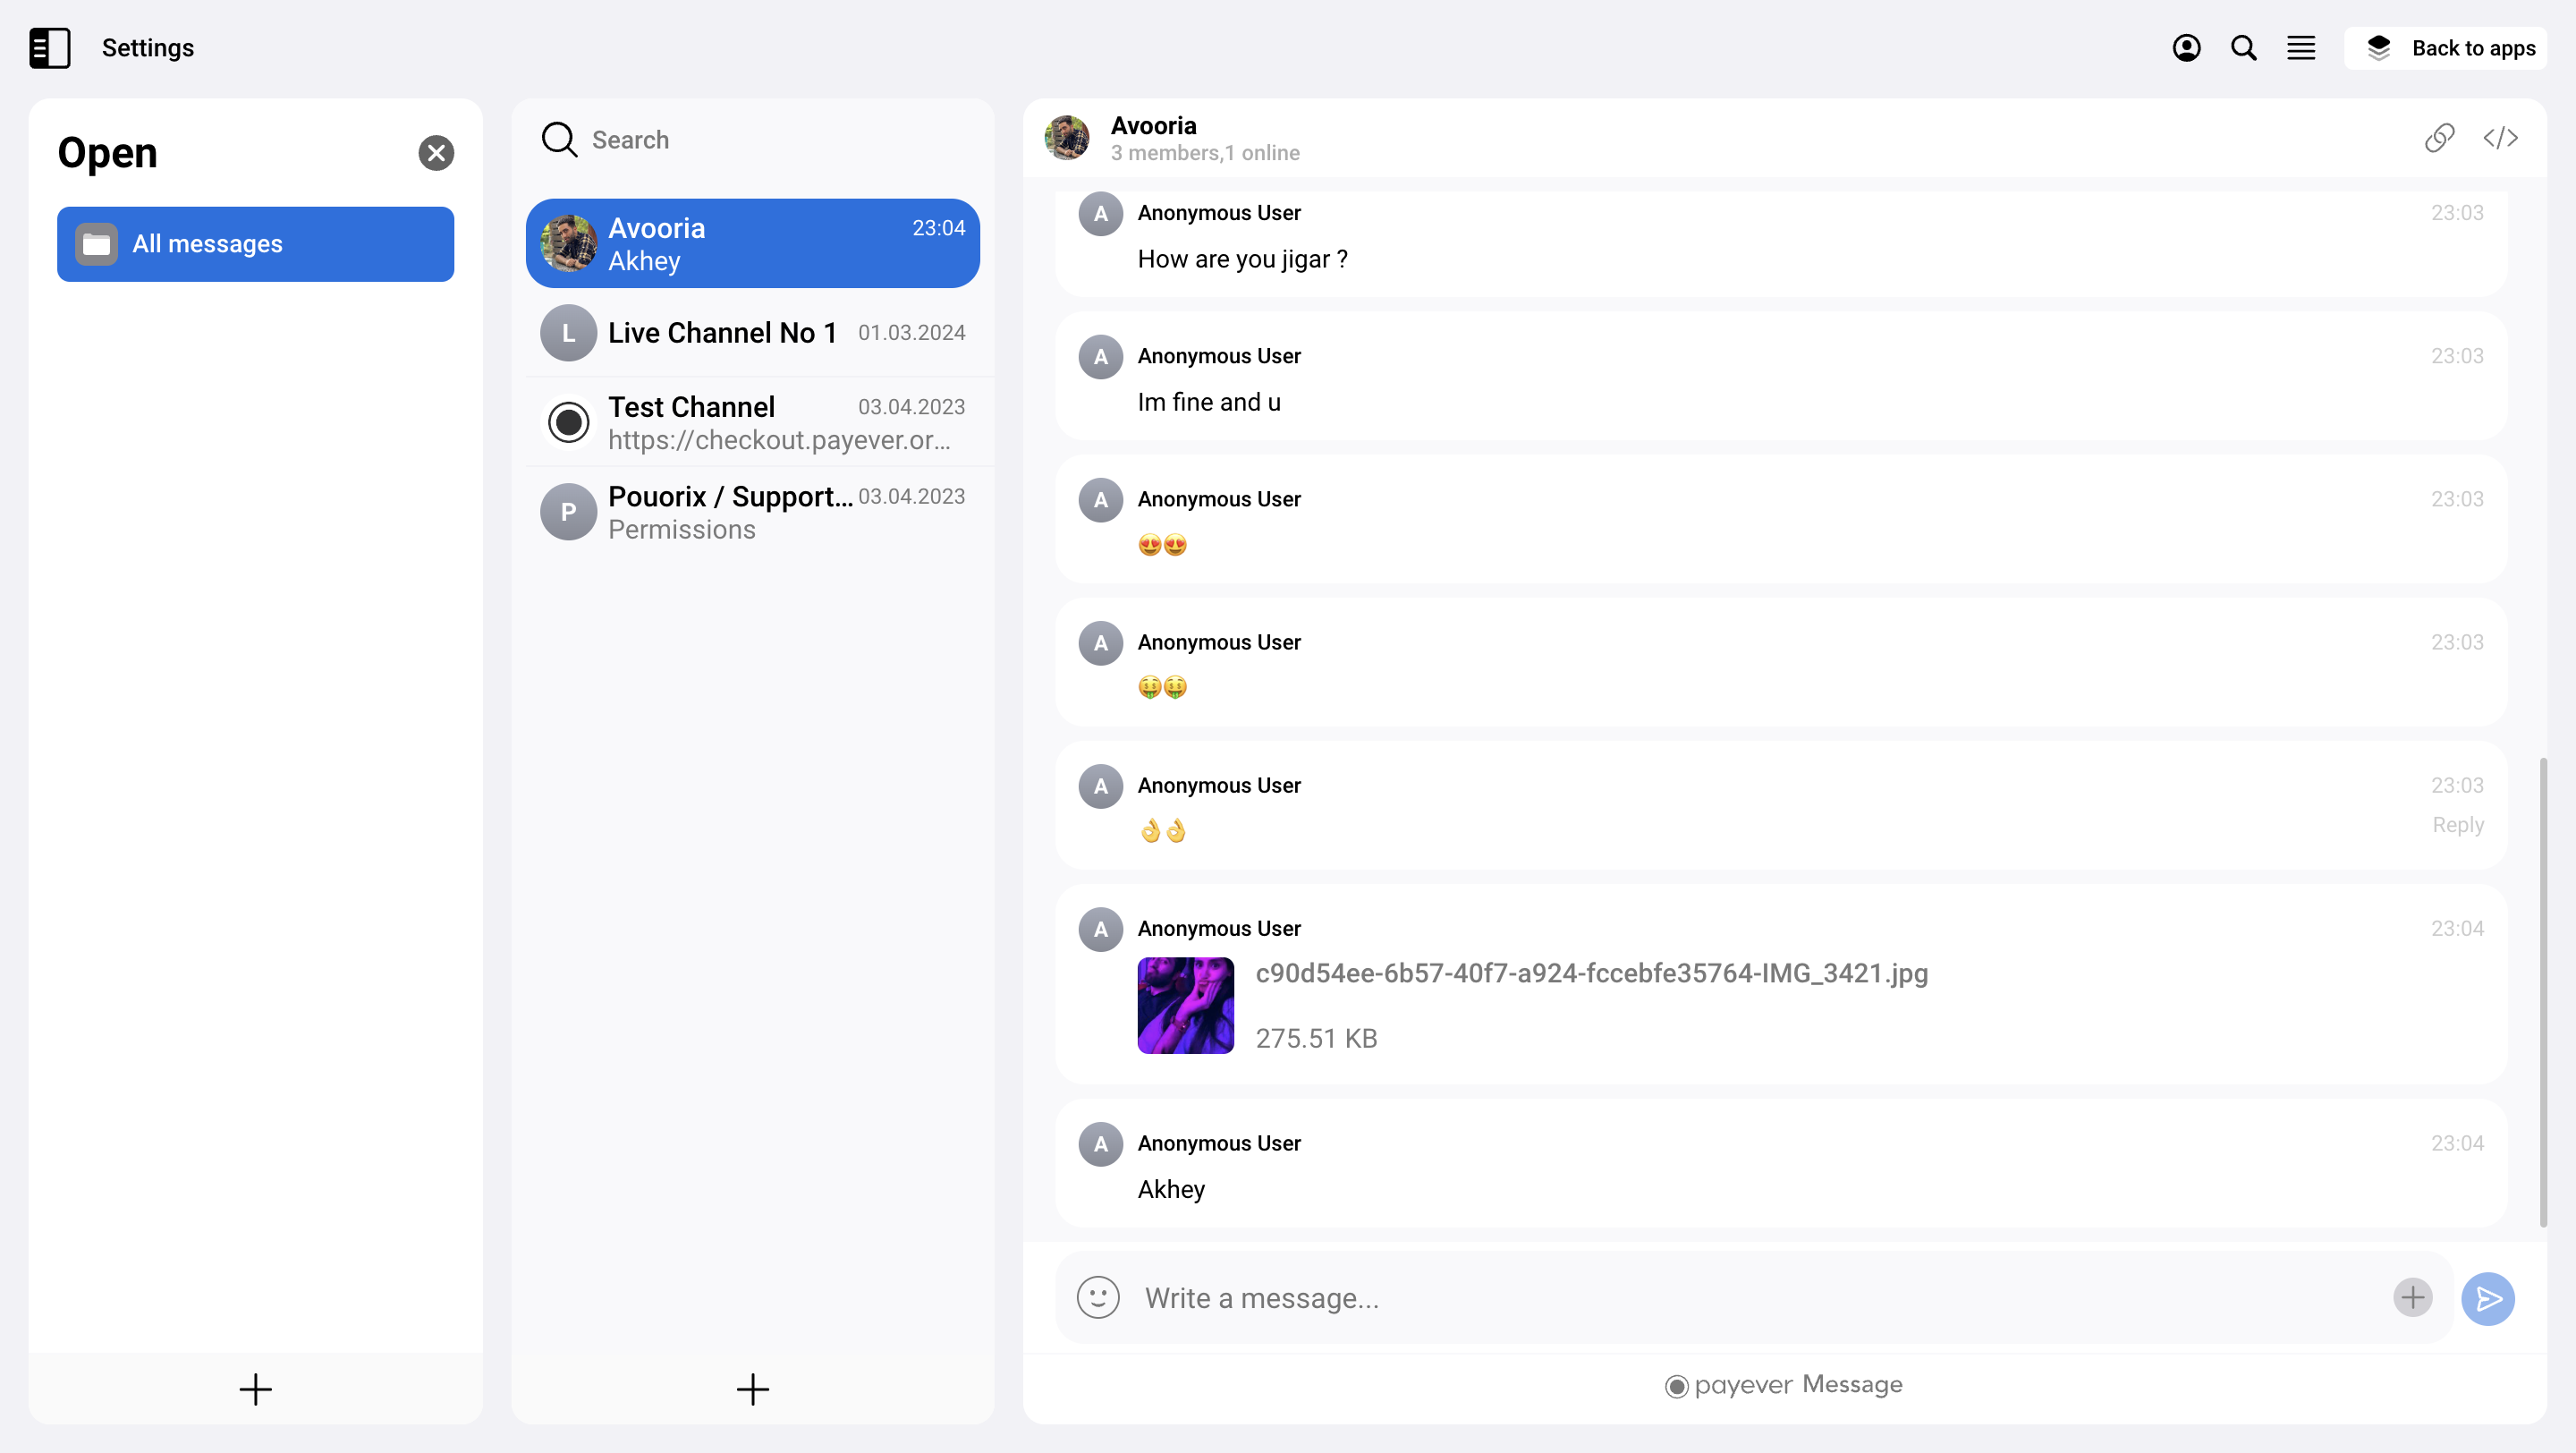 Settings
Back to apps
Open
All messages
Search
Avooria
23:04
Akhey
L
Live Channel No 1
01.03.2024
Test Channel
03.04.2023
https://checkout.payever.or...
P
Pouorix / Support...
03.04.2023
Permissions
Avooria
3 members,1 online
A
Anonymous User
23:03
How are you jigar ?
A
Anonymous User
23:03
Im fine and u
A
Anonymous User
23:03
😍😍
A
Anonymous User
23:03
🤑🤑
A
Anonymous User
23:03
👌👌
Reply
A
Anonymous User
23:04
c90d54ee-6b57-40f7-a924-fccebfe35764-IMG_3421.jpg
275.51 KB
A
Anonymous User
23:04
Akhey
Write a message...
payever Message